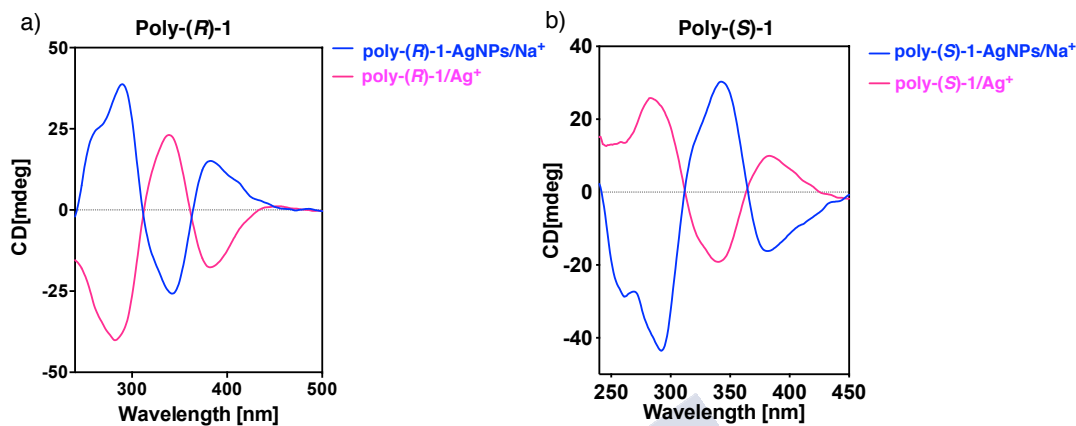 a)
Poly-(R)-1
poly-(R)-1-AgNPs/Na⁺
poly-(R)-1/Ag⁺
50
25
0
-25
-50
CD[mdeg]
300
400
500
Wavelength [nm]
b)
Poly-(S)-1
poly-(S)-1-AgNPs/Na⁺
poly-(S)-1/Ag⁺
40
20
0
-20
-40
CD[mdeg]
250
300
350
400
450
Wavelength [nm]